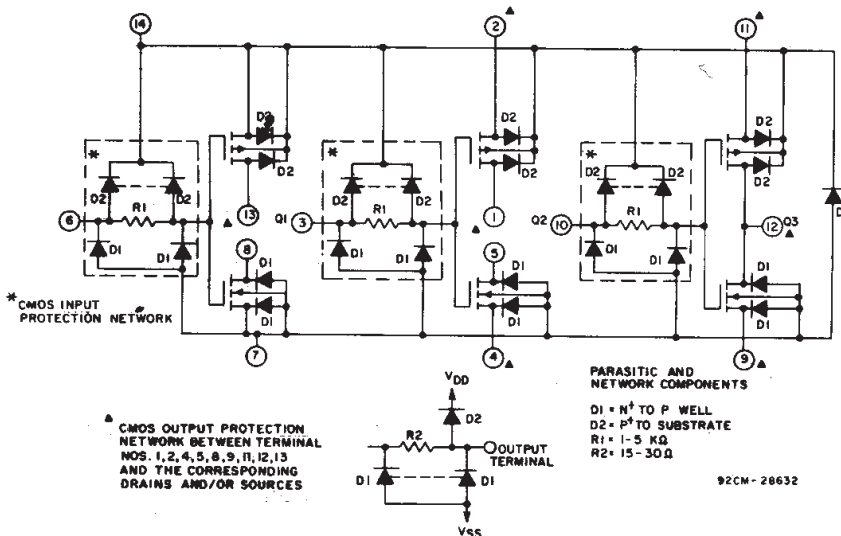 14
2 ▲
11 ▲
D2
D2
D2
D2
D2
D2
*
*
*
D2
D2
D2
D2
D2
D2
6
R1
▲
13
Q1
3
R1
▲
1
Q2
10
R1
▲
12
Q3
▲
D
D1
D1
8
D1
D1
5
D1
D1
D1
D1
D1
D1
D1
D1
7
4 ▲
9 ▲
* CMOS INPUT
PROTECTION NETWORK
▲ CMOS OUTPUT PROTECTION
NETWORK BETWEEN TERMINAL
NOS. 1,2,4,5,8,9,11,12,13
AND THE CORRESPONDING
DRAINS AND/OR SOURCES
VDD
D2
R2
OUTPUT
TERMINAL
D1
D1
VSS
PARASITIC AND
NETWORK COMPONENTS
D1 = N+ TO P WELL
D2 = P+ TO SUBSTRATE
R1 = 1-5 KΩ
R2 = 15-30Ω
92CM-28632